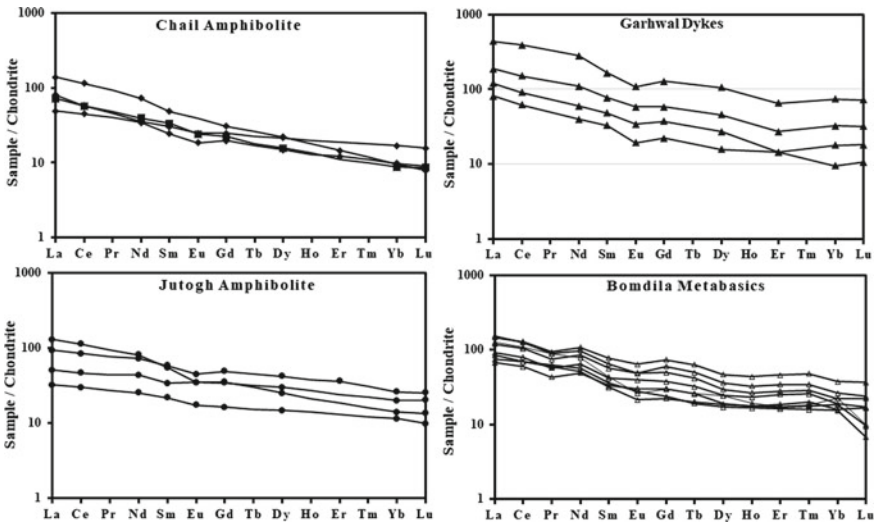 Chail Amphibolite
1000
100
10
1
Sample / Chondrite
La Ce Pr Nd Sm Eu Gd Tb Dy Ho Er Tm Yb Lu
Garhwal Dykes
1000
100
10
1
Sample / Chondrite
La Ce Pr Nd Sm Eu Gd Tb Dy Ho Er Tm Yb Lu
Jutogh Amphibolite
1000
100
10
1
Sample / Chondrite
La Ce Pr Nd Sm Eu Gd Tb Dy Ho Er Tm Yb Lu
Bomdila Metabasics
1000
100
10
1
Sample / Chondrite
La Ce Pr Nd Sm Eu Gd Tb Dy Ho Er Tm Yb Lu